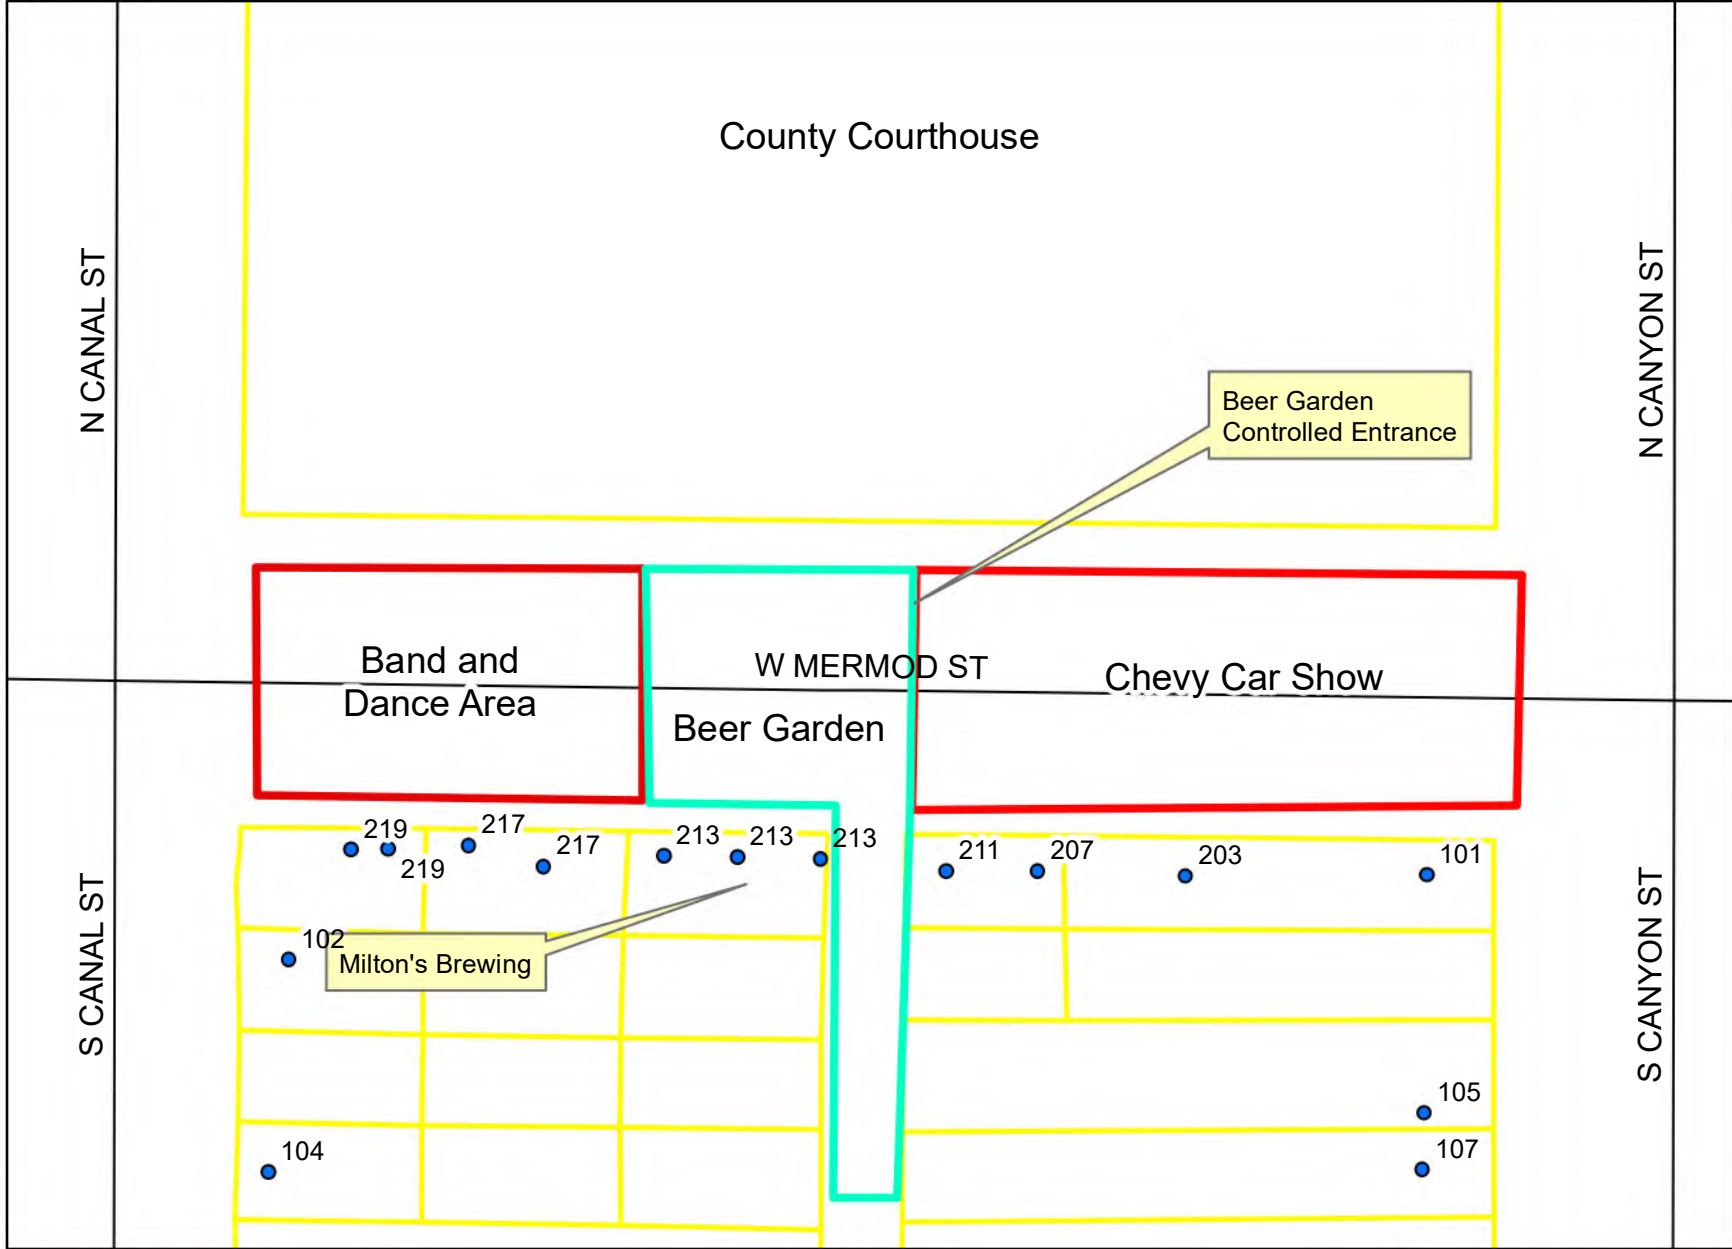 County Courthouse
N CANAL ST
N CANYON ST
Beer Garden
Controlled Entrance
Band and
Dance Area
W MERMOD ST
Chevy Car Show
Beer Garden
219
217
213
213
213
219
217
211
207
203
101
102
Milton's Brewing
S CANAL ST
S CANYON ST
105
104
107